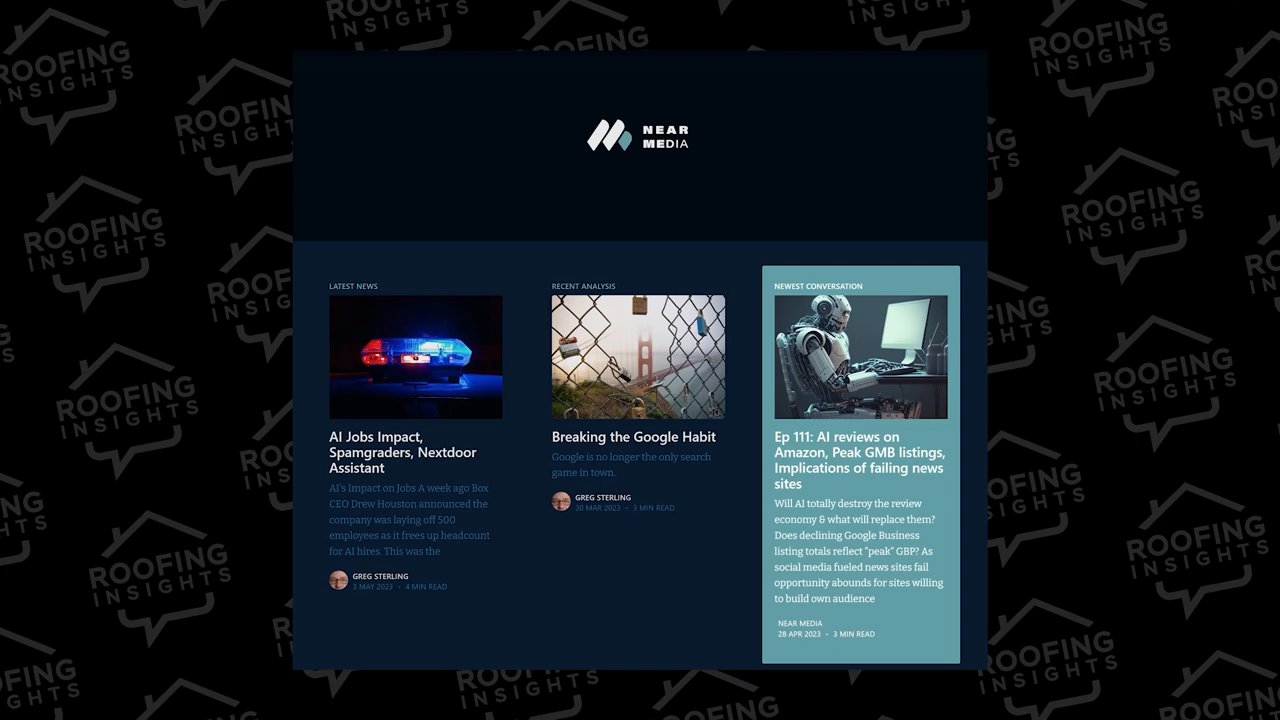 NEAR
MEDIA
LATEST NEWS
AI Jobs Impact,
Spamgraders, Nextdoor
Assistant
AI's Impact on Jobs A week ago Box
CEO Drew Houston announced the
company was laying off 500
employees as it frees up headcount
for AI hires. This was the
GREG STERLING
3 MAY 2023 • 4 MIN READ
RECENT ANALYSIS
Breaking the Google Habit
Google is no longer the only search
game in town.
GREG STERLING
30 MAR 2023 • 3 MIN READ
NEWEST CONVERSATION
Ep 111: AI reviews on
Amazon, Peak GMB listings,
Implications of failing news
sites
Will AI totally destroy the review
economy & what will replace them?
Does declining Google Business
listing totals reflect "peak" GBP? As
social media fueled news sites fail
opportunity abounds for sites willing
to build own audience
NEAR MEDIA
28 APR 2023 • 3 MIN READ
ROOFING
INSIGHTS